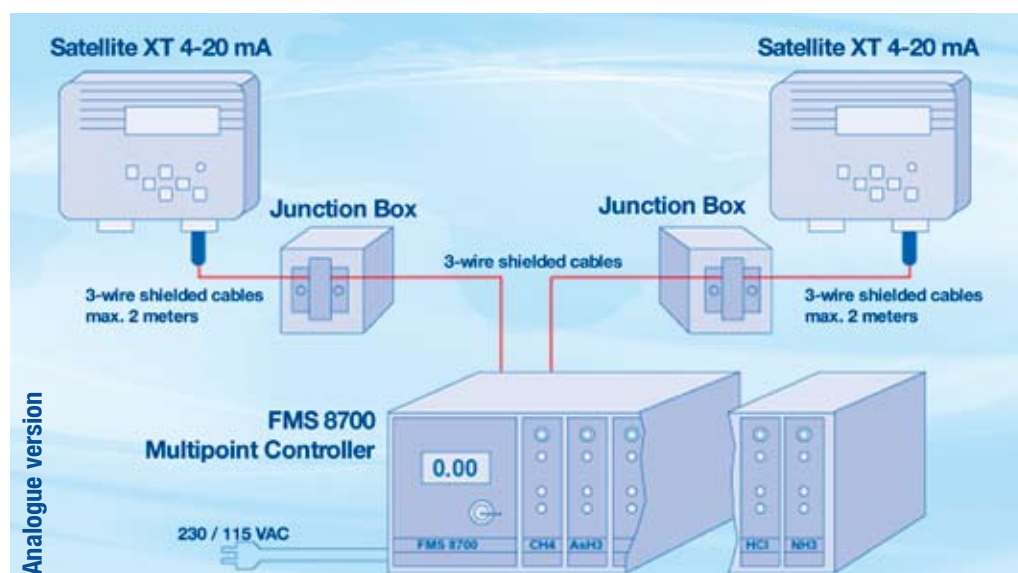 Satellite XT 4-20 mA
Satellite XT 4-20 mA
Junction Box
Junction Box
3-wire shielded cables
3-wire shielded cables
max. 2 meters
3-wire shielded cables
max. 2 meters
FMS 8700
Multipoint Controller
0.00
230 / 115 VAC
FMS 8700
CH4
AsH3
HCl
NH3
Analogue version